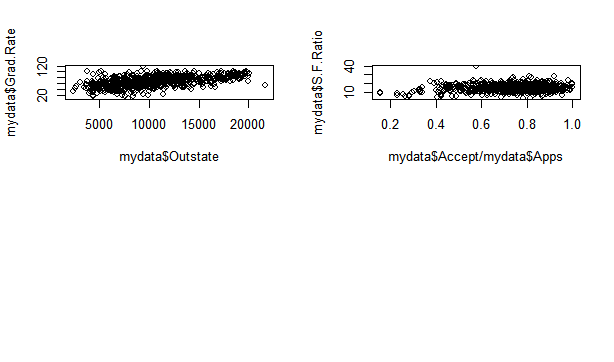 mydata$Grad.Rate
120
20
5000 10000 15000 20000
mydata$Outstate
mydata$S.F.Ratio
40
10
0.2 0.4 0.6 0.8 1.0
mydata$Accept/mydata$Apps